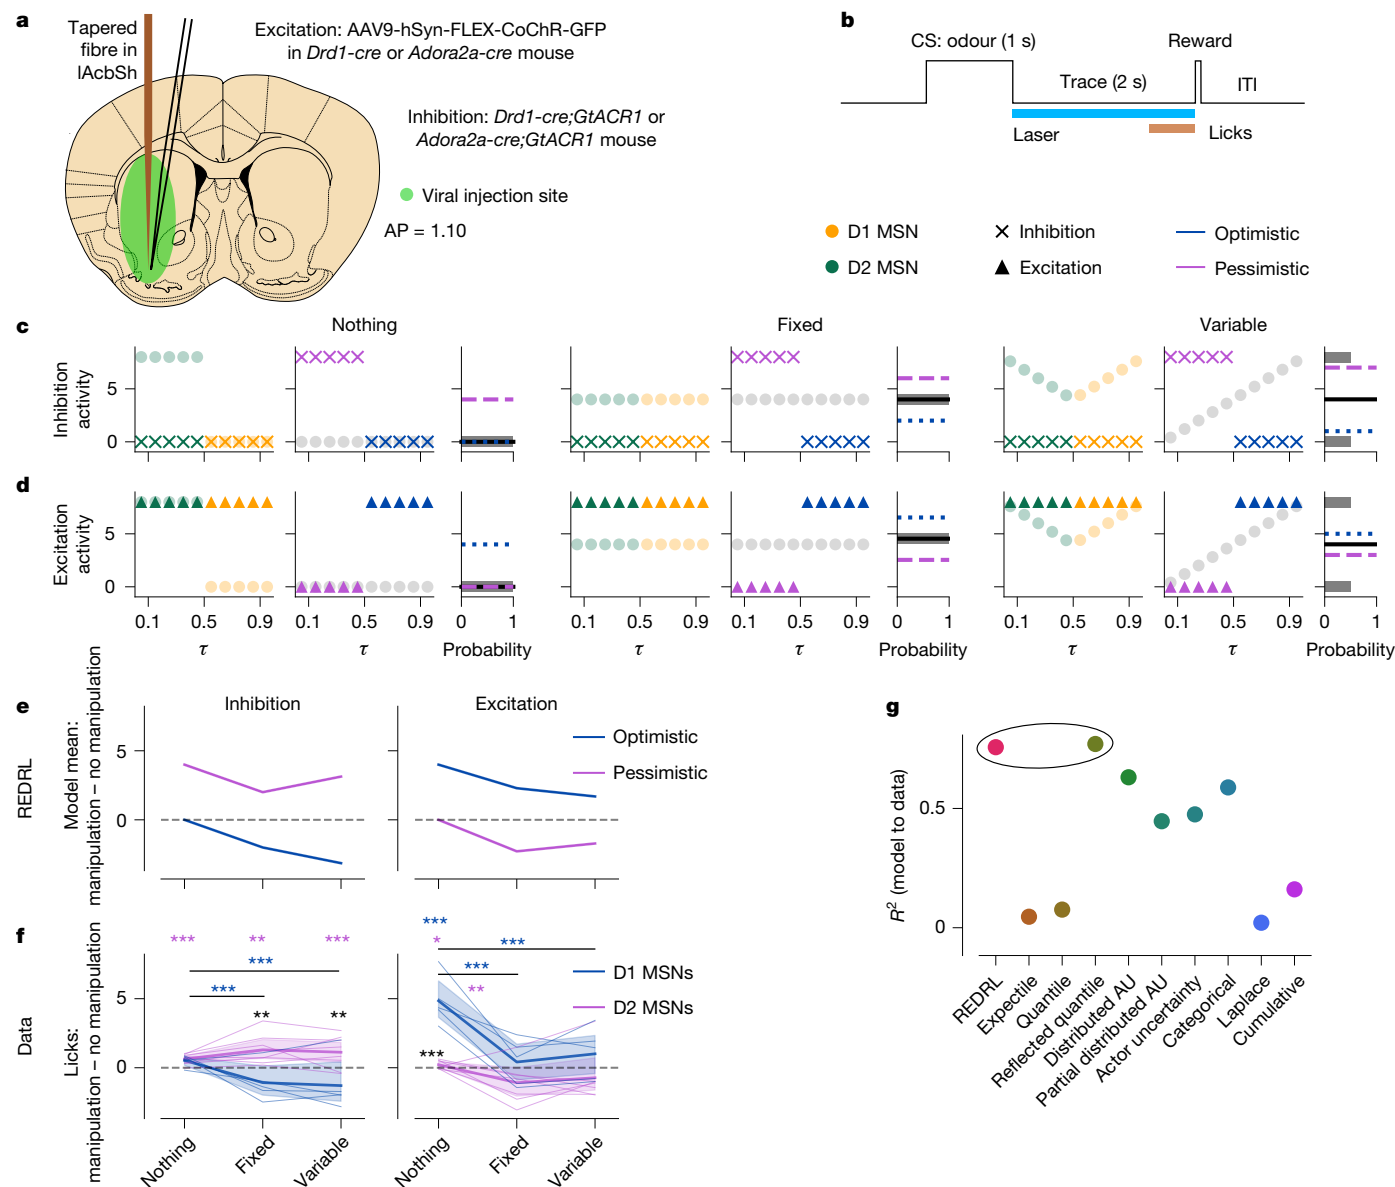 a
Tapered
fibre in
lAcbSh
Excitation: AAV9-hSyn-FLEX-CoChR-GFP
in Drd1-cre or Adora2a-cre mouse
Inhibition: Drd1-cre;GtACR1 or
Adora2a-cre;GtACR1 mouse
Viral injection site
AP = 1.10
b
CS: odour (1 s)
Reward
Trace (2 s)
ITI
Laser
Licks
D1 MSN
Inhibition
Optimistic
D2 MSN
Excitation
Pessimistic
c
Nothing
Fixed
Variable
Inhibition
activity
5
0
d
Excitation
activity
5
0
0.1 0.5 0.9
0.1 0.5 0.9
0 1
0.1 0.5 0.9
0.1 0.5 0.9
0 1
0.1 0.5 0.9
0.1 0.5 0.9
0 1
τ
τ
Probability
τ
τ
Probability
τ
τ
Probability
e
REDRL
Model mean:
manipulation – no manipulation
Inhibition
Excitation
5
0
Optimistic
Pessimistic
f
Data
Licks:
manipulation – no manipulation
5
0
***
**
***
***
***
**
**
***
*
***
***
**
***
D1 MSNs
D2 MSNs
Nothing
Fixed
Variable
Nothing
Fixed
Variable
g
R2 (model to data)
0.5
0
REDRL
Expectile
Quantile
Reflected quantile
Distributed AU
Partial distributed AU
Actor uncertainty
Categorical
Laplace
Cumulative